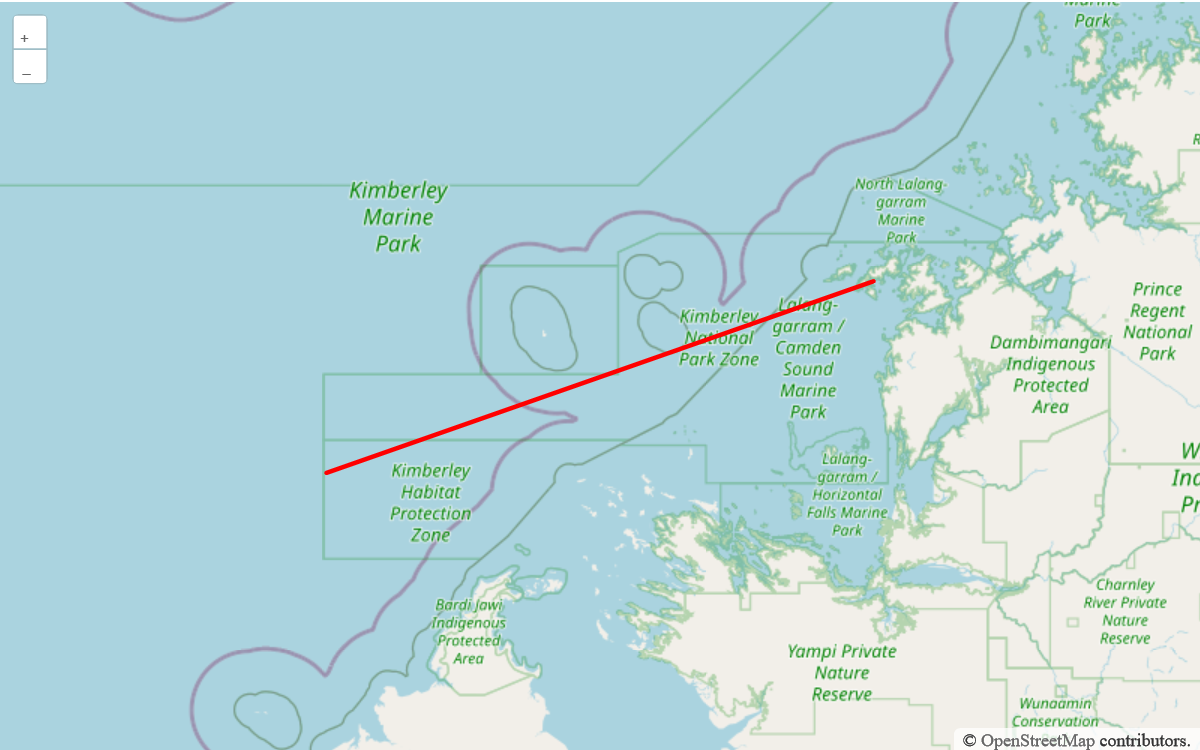 +
–
Marine
Park
Kimberley
Marine
Park
North Lalang-
garram
Marine
Park
Kimberley
National
Park Zone
Lalang-
garram /
Camden
Sound
Marine
Park
Prince
Regent
National
Park
Dambimangari
Indigenous
Protected
Area
Kimberley
Habitat
Protection
Zone
Lalang-
garram /
Horizontal
Falls Marine
Park
Bardi Jawi
Indigenous
Protected
Area
Yampi Private
Nature
Reserve
Charnley
River Private
Nature
Reserve
Wunaamin
Conservation
© OpenStreetMap contributors.